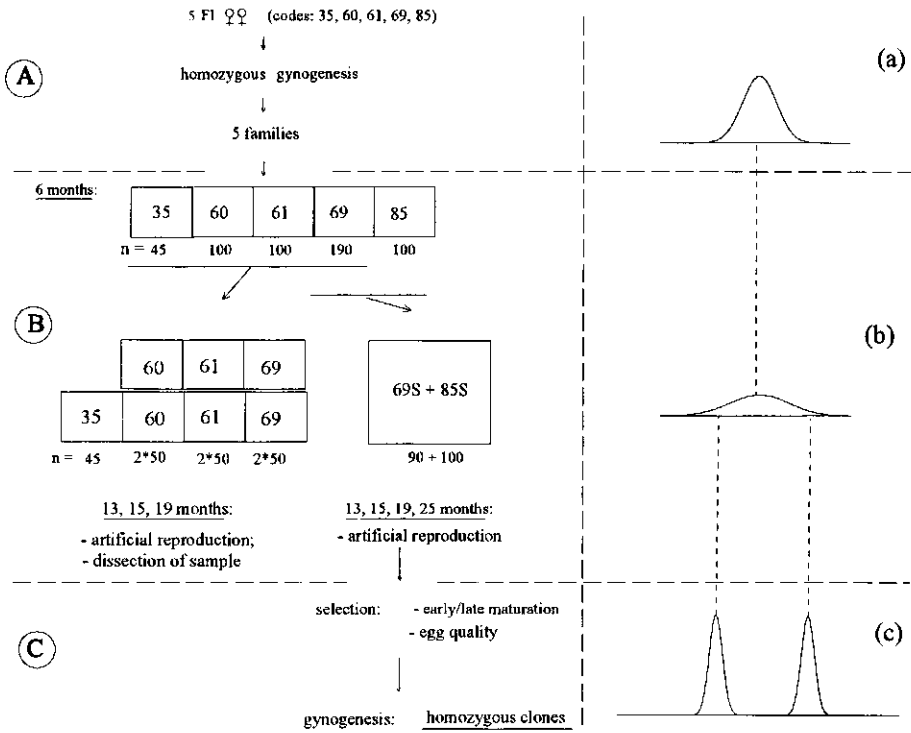 5 F1 ♀♀ (codes: 35, 60, 61, 69, 85)
A
homozygous gynogenesis
5 families
(a)
6 months:
35 60 61 69 85
n = 45 100 100 190 100
B
(b)
60 61 69
69S + 85S
35 60 61 69
n = 45 2*50 2*50 2*50
90 + 100
13, 15, 19 months:
- artificial reproduction;
- dissection of sample
13, 15, 19, 25 months:
- artificial reproduction
C
selection: - early/late maturation
- egg quality
(c)
gynogenesis: homozygous clones